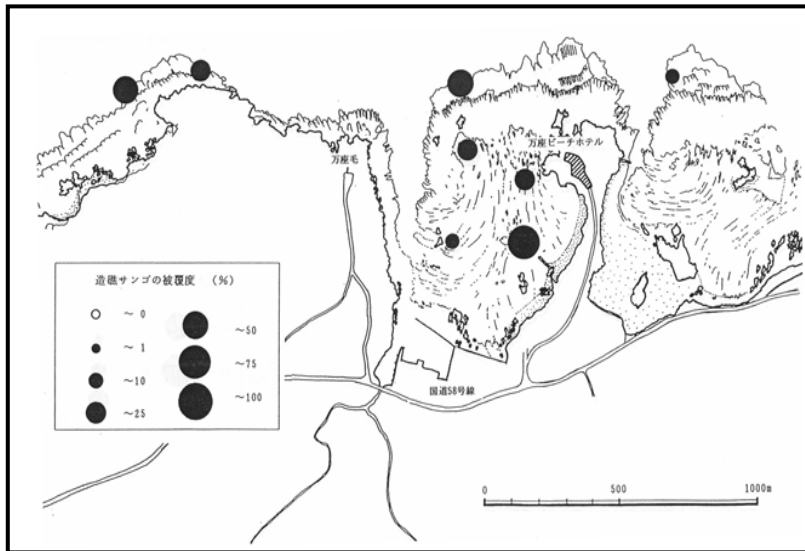 万座毛
万座ビーチホテル
造礁サンゴの被覆度 (%)
~0
~1
~10
~25
~50
~75
~100
国道58号線
0 500 1000m